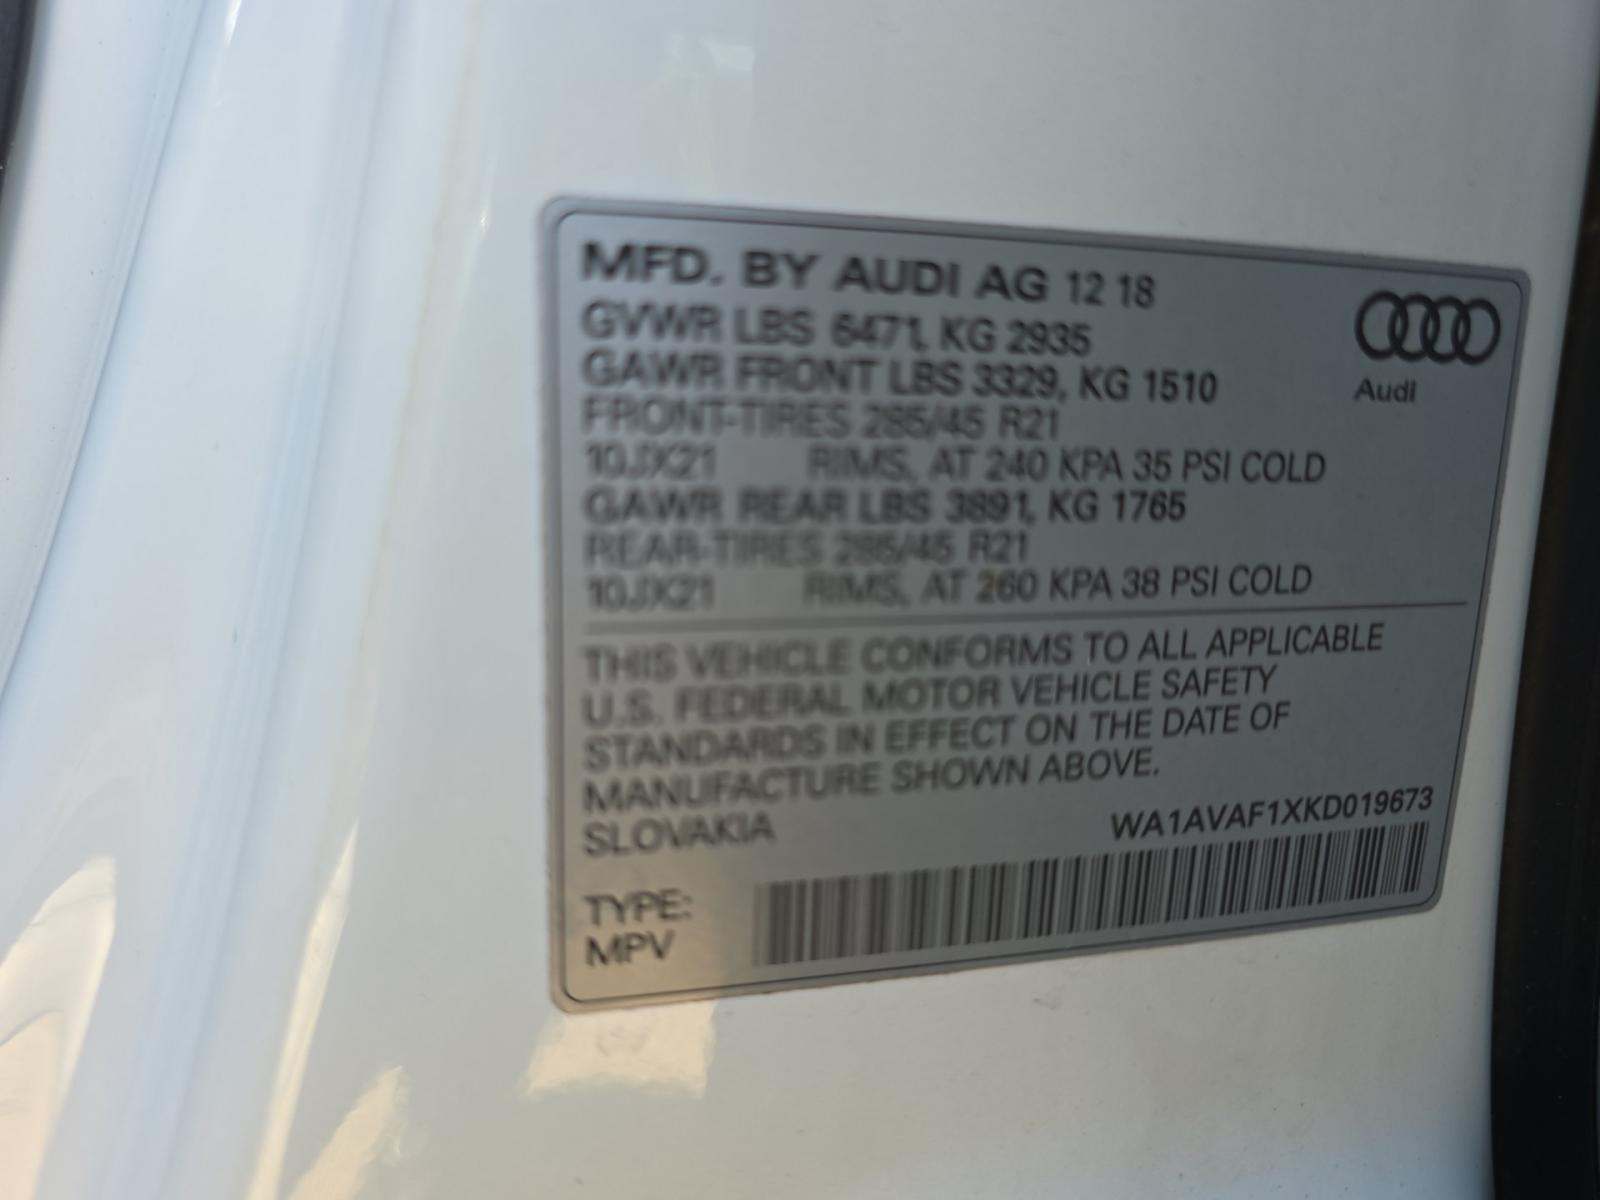 MFD. BY AUDI AG 12 18
GVWR LBS 6471, KG 2935
GAWR FRONT LBS 3329, KG 1510
FRONT-TIRES 285/45 R21
10JX21 RIMS, AT 240 KPA 35 PSI COLD
GAWR REAR LBS 3891, KG 1765
REAR-TIRES 285/45 R21
10JX21 RIMS, AT 260 KPA 38 PSI COLD
Audi
THIS VEHICLE CONFORMS TO ALL APPLICABLE
U.S. FEDERAL MOTOR VEHICLE SAFETY
STANDARDS IN EFFECT ON THE DATE OF
MANUFACTURE SHOWN ABOVE.
SLOVAKIA
WA1AVAF1XKD019673
TYPE:
MPV